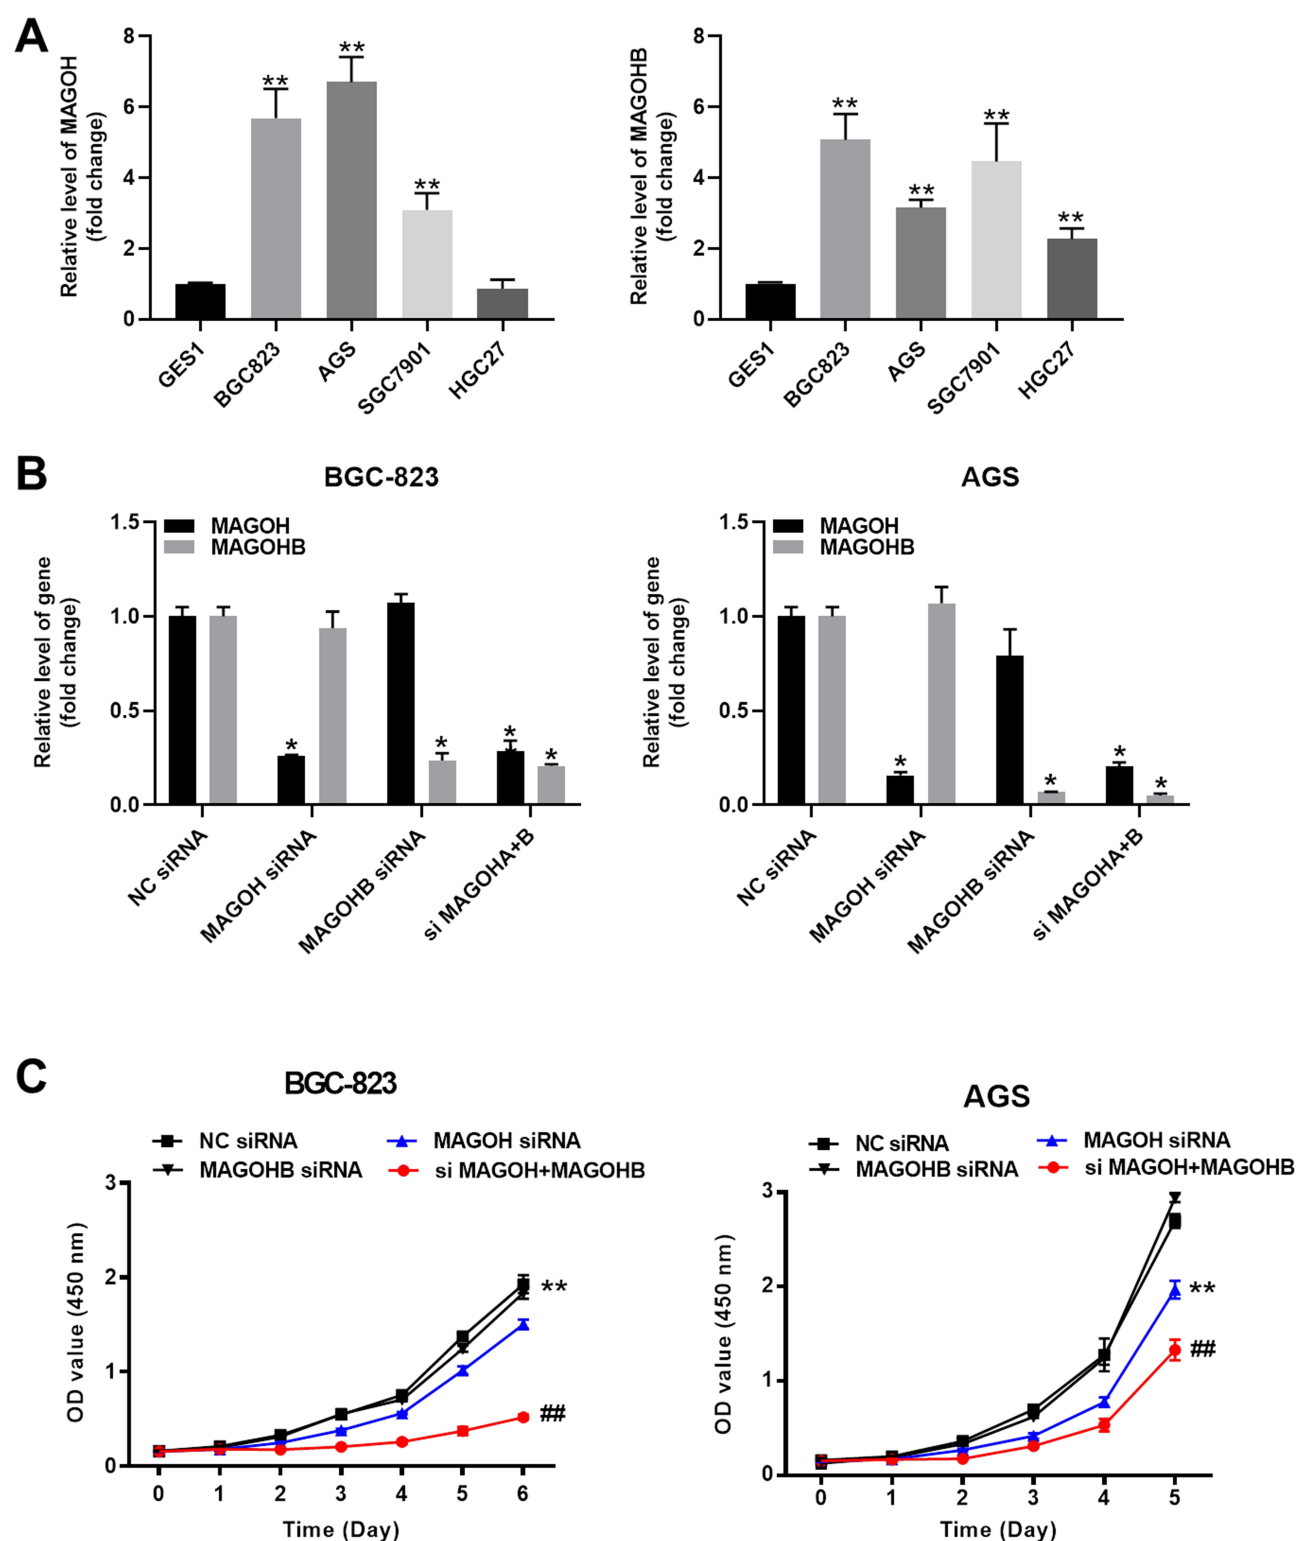 A
Relative level of MAGOH
(fold change)
8
6
4
2
0
**
**
**
GES1
BGC823
AGS
SGC7901
HGC27
Relative level of MAGOHB
(fold change)
8
6
4
2
0
**
**
**
**
GES1
BGC823
AGS
SGC7901
HGC27
B
BGC-823
MAGOH
MAGOHB
Relative level of gene
(fold change)
1.5
1.0
0.5
0.0
*
*
*
*
NC siRNA
MAGOH siRNA
MAGOHB siRNA
si MAGOHA+B
AGS
MAGOH
MAGOHB
Relative level of gene
(fold change)
1.5
1.0
0.5
0.0
*
*
*
*
NC siRNA
MAGOH siRNA
MAGOHB siRNA
si MAGOHA+B
C
BGC-823
NC siRNA
MAGOH siRNA
MAGOHB siRNA
si MAGOH+MAGOHB
OD value (450 nm)
3
2
1
0
**
##
0 1 2 3 4 5 6
Time (Day)
AGS
NC siRNA
MAGOH siRNA
MAGOHB siRNA
si MAGOH+MAGOHB
OD value (450 nm)
3
2
1
0
**
##
0 1 2 3 4 5
Time (Day)